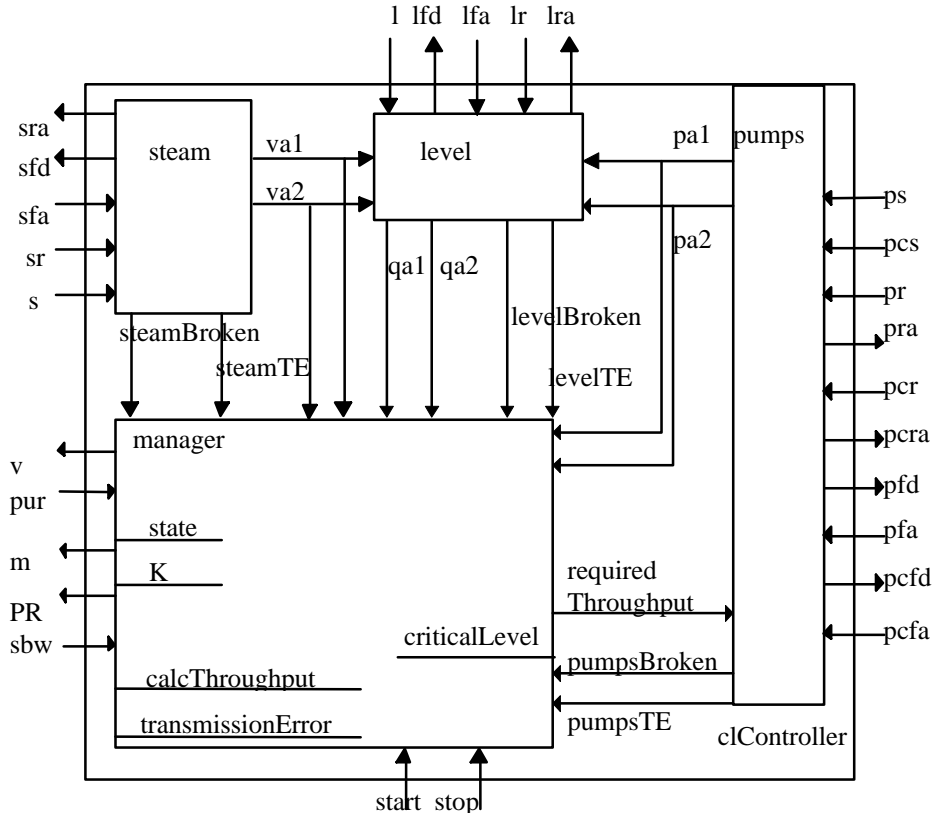 l lfd lfa lr lra
sra
sfd
sfa
sr
s
steam
va1
va2
level
pa1
pumps
pa2
qa1 qa2
steamBroken
steamTE
levelBroken
levelTE
ps
pcs
pr
pra
pcr
pcra
pfd
pfa
pcfd
pcfa
manager
v
pur
m
PR
sbw
state
K
required
Throughput
criticalLevel
pumpsBroken
calcThroughput
pumpsTE
transmissionError
clController
start stop